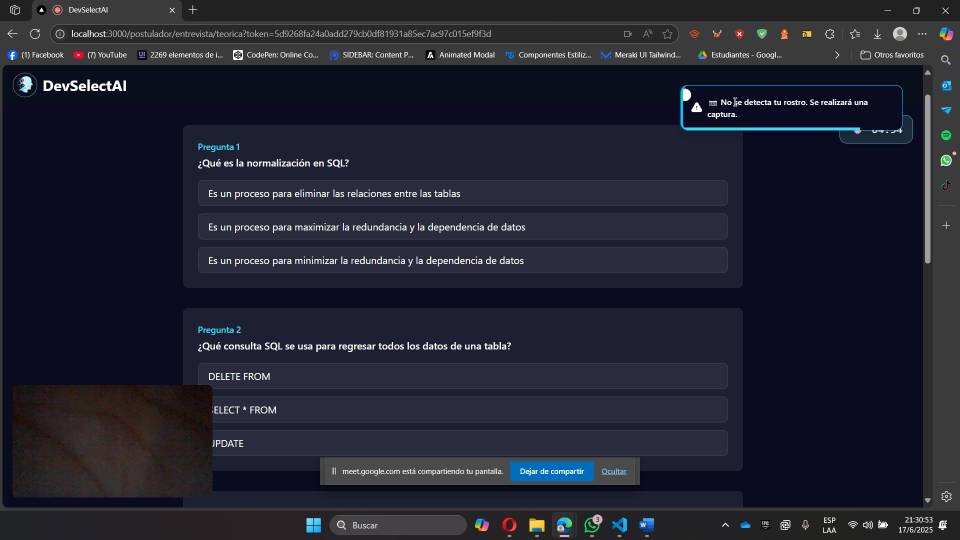 DevSelectAI
localhost:3000/postulador/entrevista/teorica?token=5d9268fa24a0add279cb0df81931a85sec7ac97c015ef9f3d
(1) Facebook
(7) YouTube
2269 elementos de i...
CodePen: Online Co...
SIDEBAR: Content P...
Animated Modal
Componentes Estiliz...
Meraki UI Tailwind...
Estudiantes - Googl...
Otros favoritos
DevSelectAI
No se detecta tu rostro. Se realizará una
captura.
Pregunta 1
¿Qué es la normalización en SQL?
Es un proceso para eliminar las relaciones entre las tablas
Es un proceso para maximizar la redundancia y la dependencia de datos
Es un proceso para minimizar la redundancia y la dependencia de datos
Pregunta 2
¿Qué consulta SQL se usa para regresar todos los datos de una tabla?
DELETE FROM
SELECT * FROM
UPDATE
meet.google.com está compartiendo tu pantalla.
Dejar de compartir
Ocultar
Buscar
3
ESP
LAA
21:30:53
17/6/2025